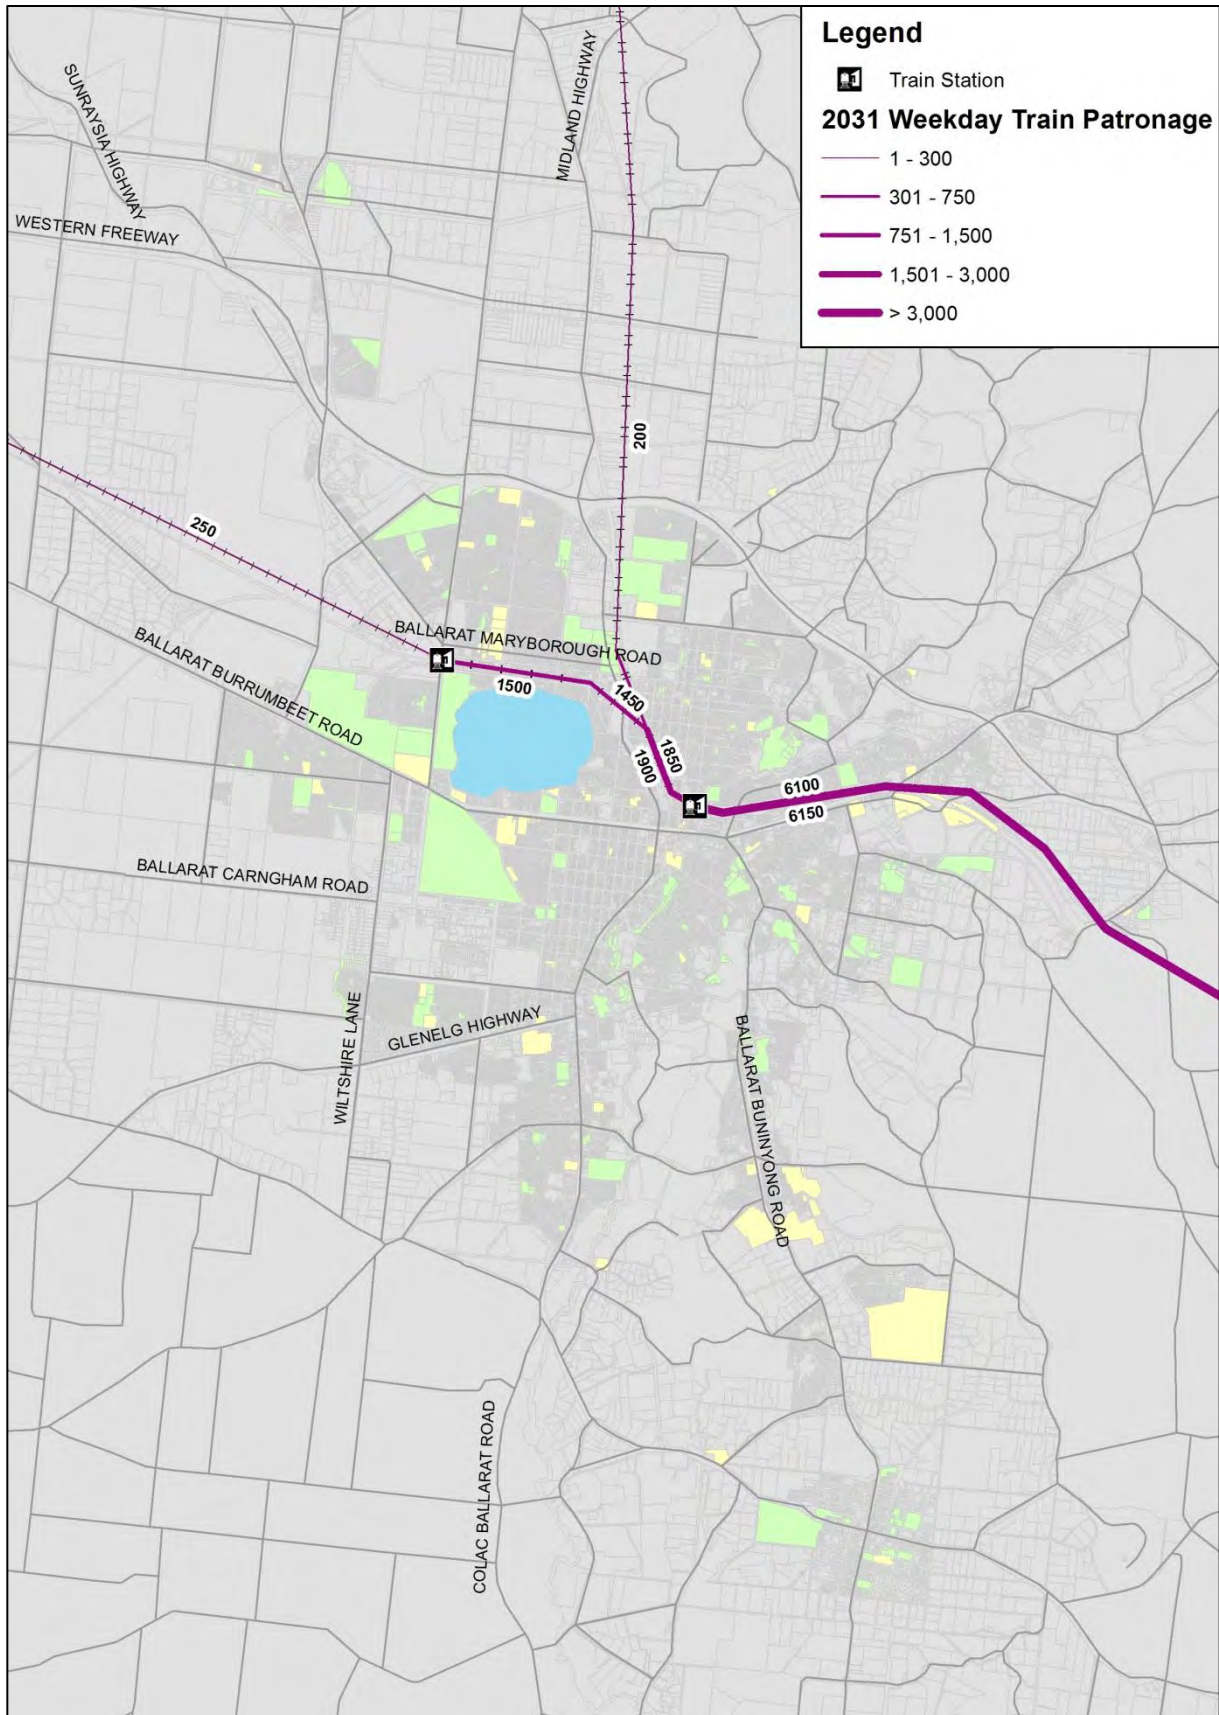 Legend
Train Station
2031 Weekday Train Patronage
1 - 300
301 - 750
751 - 1,500
1,501 - 3,000
> 3,000
MIDLAND HIGHWAY
SUNRAYSIA HIGHWAY
WESTERN FREEWAY
200
250
BALLARAT MARYBOROUGH ROAD
BALLARAT BURRUMBEET ROAD
1500
1450
1850
1900
6100
6150
BALLARAT CARNGHAM ROAD
WILTSHIRE LANE
GLENELG HIGHWAY
BALLARAT BUNINYONG ROAD
COLAC BALLARAT ROAD